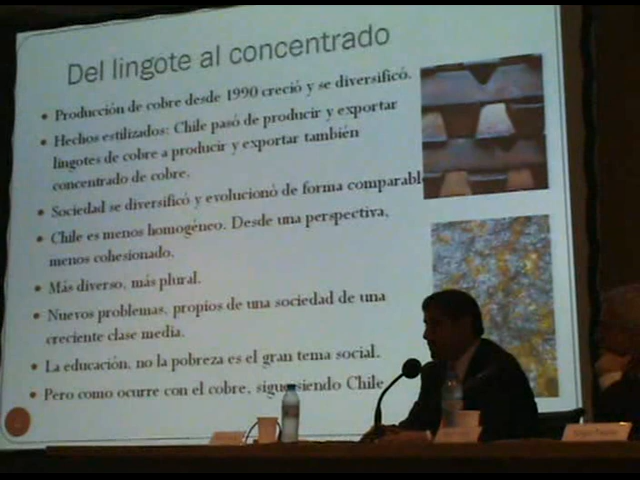 Del lingote al concentrado
Producción de cobre desde 1990 creció y se diversificó.
Hechos estilizados: Chile pasó de producir y exportar
lingotes de cobre a producir y exportar también
concentrado de cobre.
Sociedad se diversificó y evolucionó de forma comparabl
Chile es menos homogéneo. Desde una perspectiva,
menos cohesionado.
Más diverso, más plural.
Nuevos problemas, propios de una sociedad de una
creciente clase media.
La educación, no la pobreza es el gran tema social.
Pero como ocurre con el cobre, sigue siendo Chile